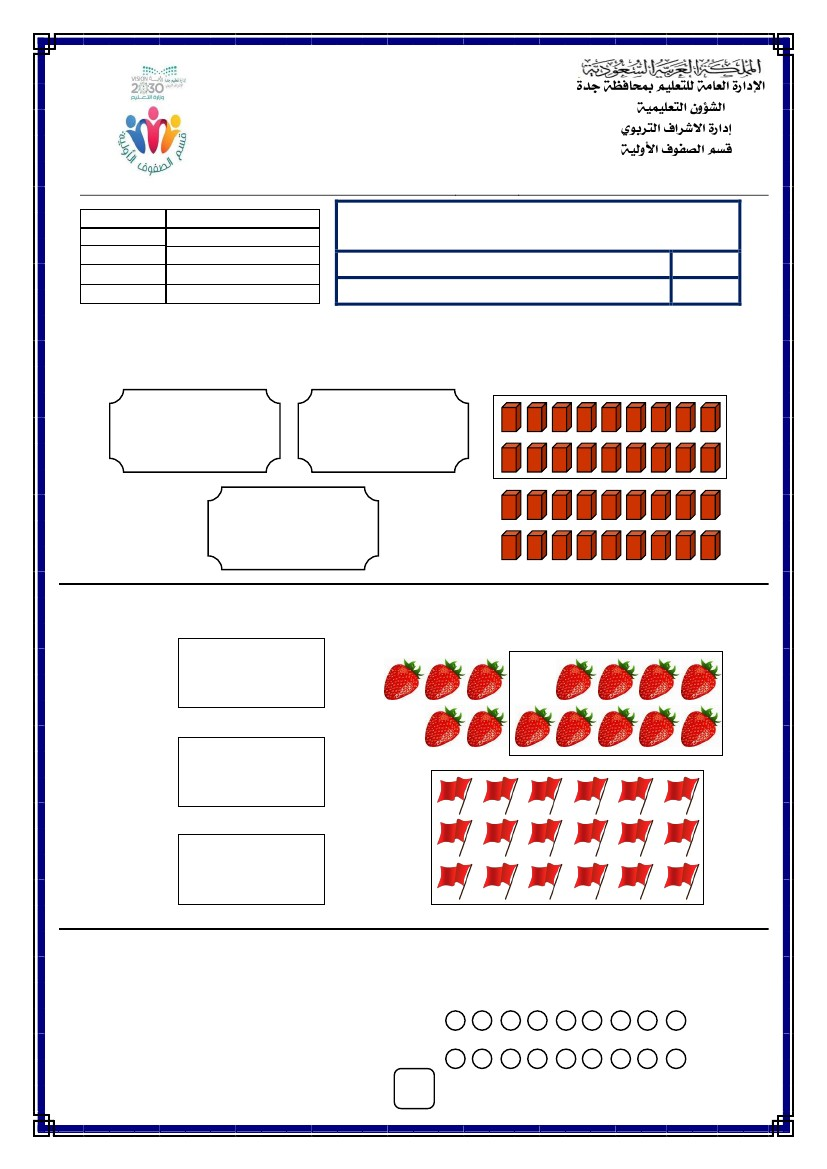 المملكة العربية السعودية
الإدارة العامة للتعليم بمحافظة جدة
الشؤون التعليمية
إدارة الاشراف التربوي
قسم الصفوف الأولية
VISION رؤية
2030
وزارة التعليم
قسم الصفوف الأولية